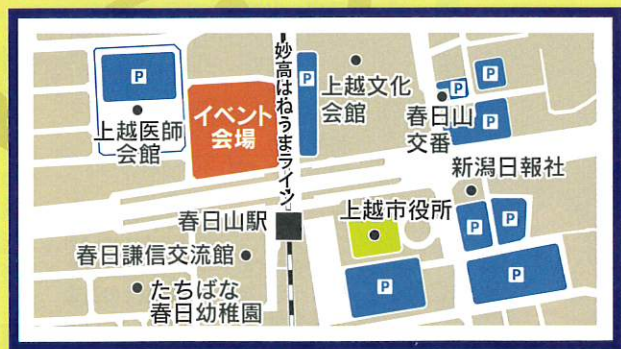 P
上越医師
会館
イベント
会場
妙高はねうまライン
P
上越文化
会館
P
P
春日山
交番
P
新潟日報社
春日山駅
上越市役所
春日謙信交流館
たちばな
春日幼稚園
P
P
P
P